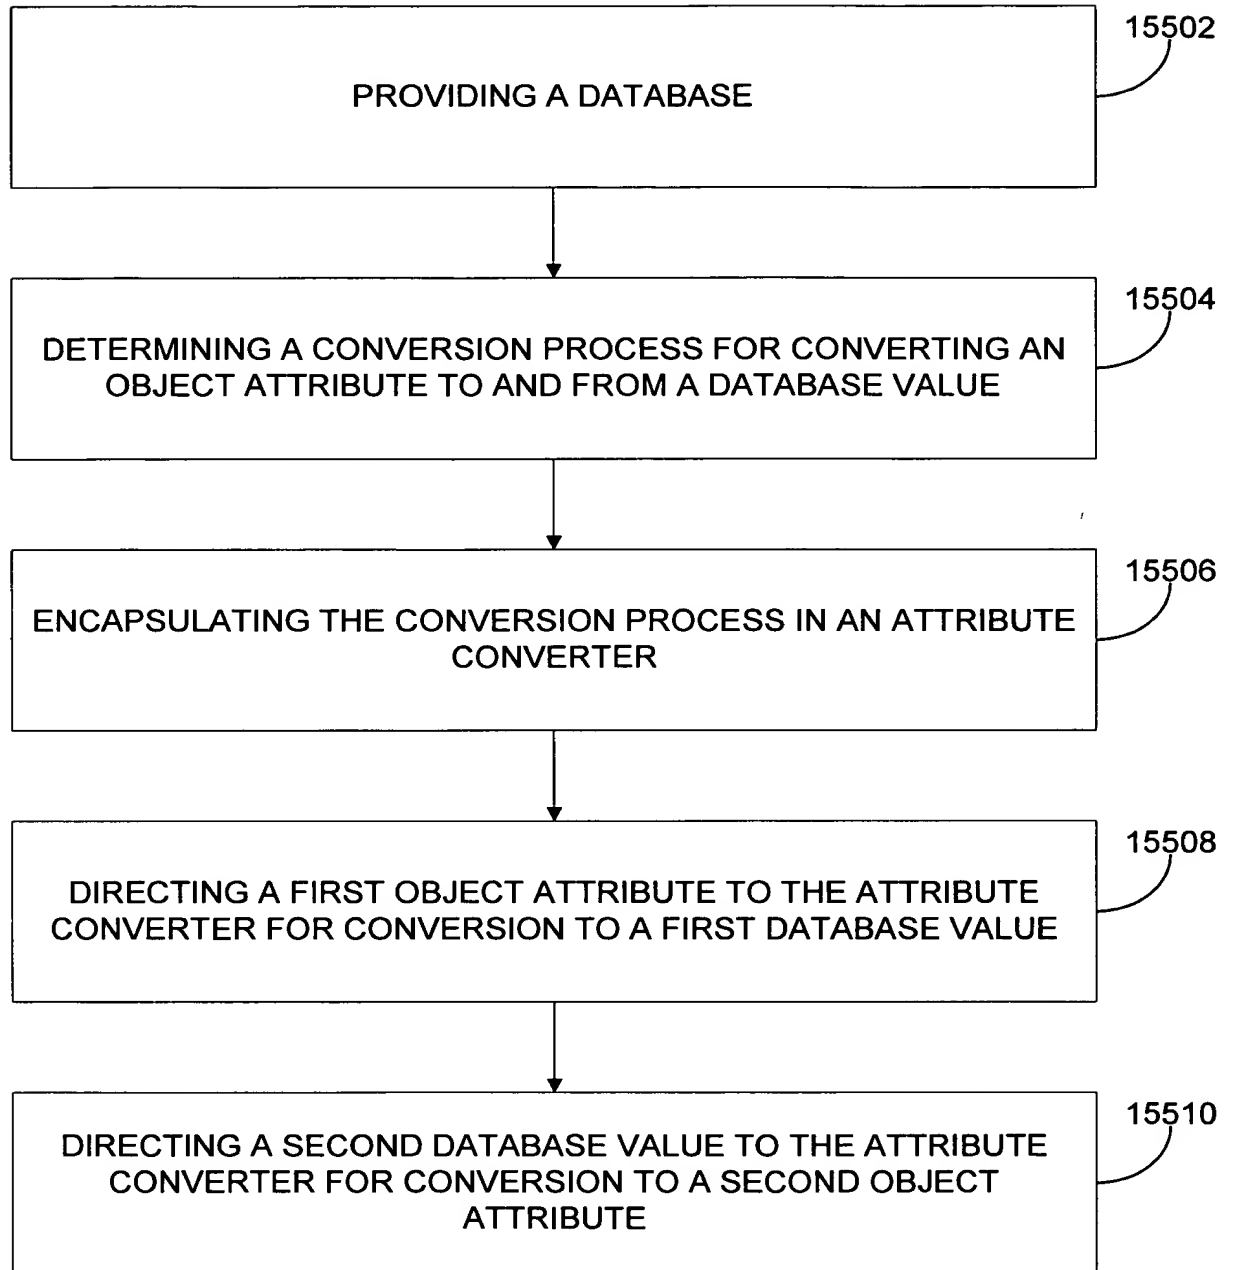 15502
PROVIDING A DATABASE
15504
DETERMINING A CONVERSION PROCESS FOR CONVERTING AN
OBJECT ATTRIBUTE TO AND FROM A DATABASE VALUE
15506
ENCAPSULATING THE CONVERSION PROCESS IN AN ATTRIBUTE
CONVERTER
15508
DIRECTING A FIRST OBJECT ATTRIBUTE TO THE ATTRIBUTE
CONVERTER FOR CONVERSION TO A FIRST DATABASE VALUE
15510
DIRECTING A SECOND DATABASE VALUE TO THE ATTRIBUTE
CONVERTER FOR CONVERSION TO A SECOND OBJECT
ATTRIBUTE